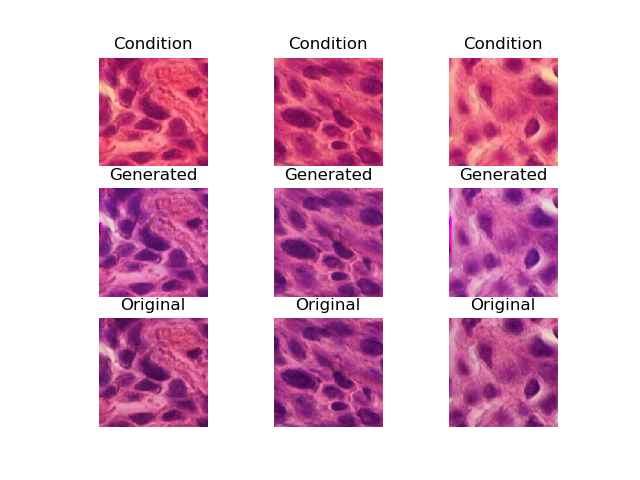 Condition Condition Condition
Generated Generated Generated
Original Original Original